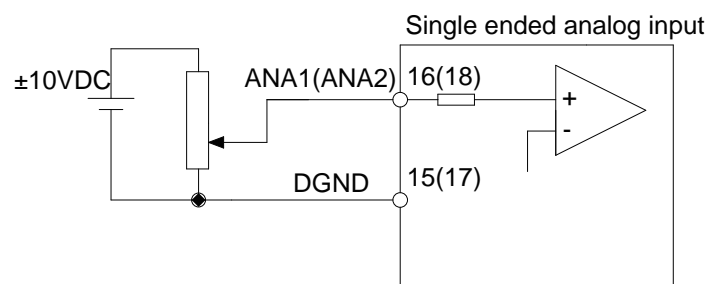 Single ended analog input
±10VDC
ANA1(ANA2)
16(18)
+
-
DGND
15(17)